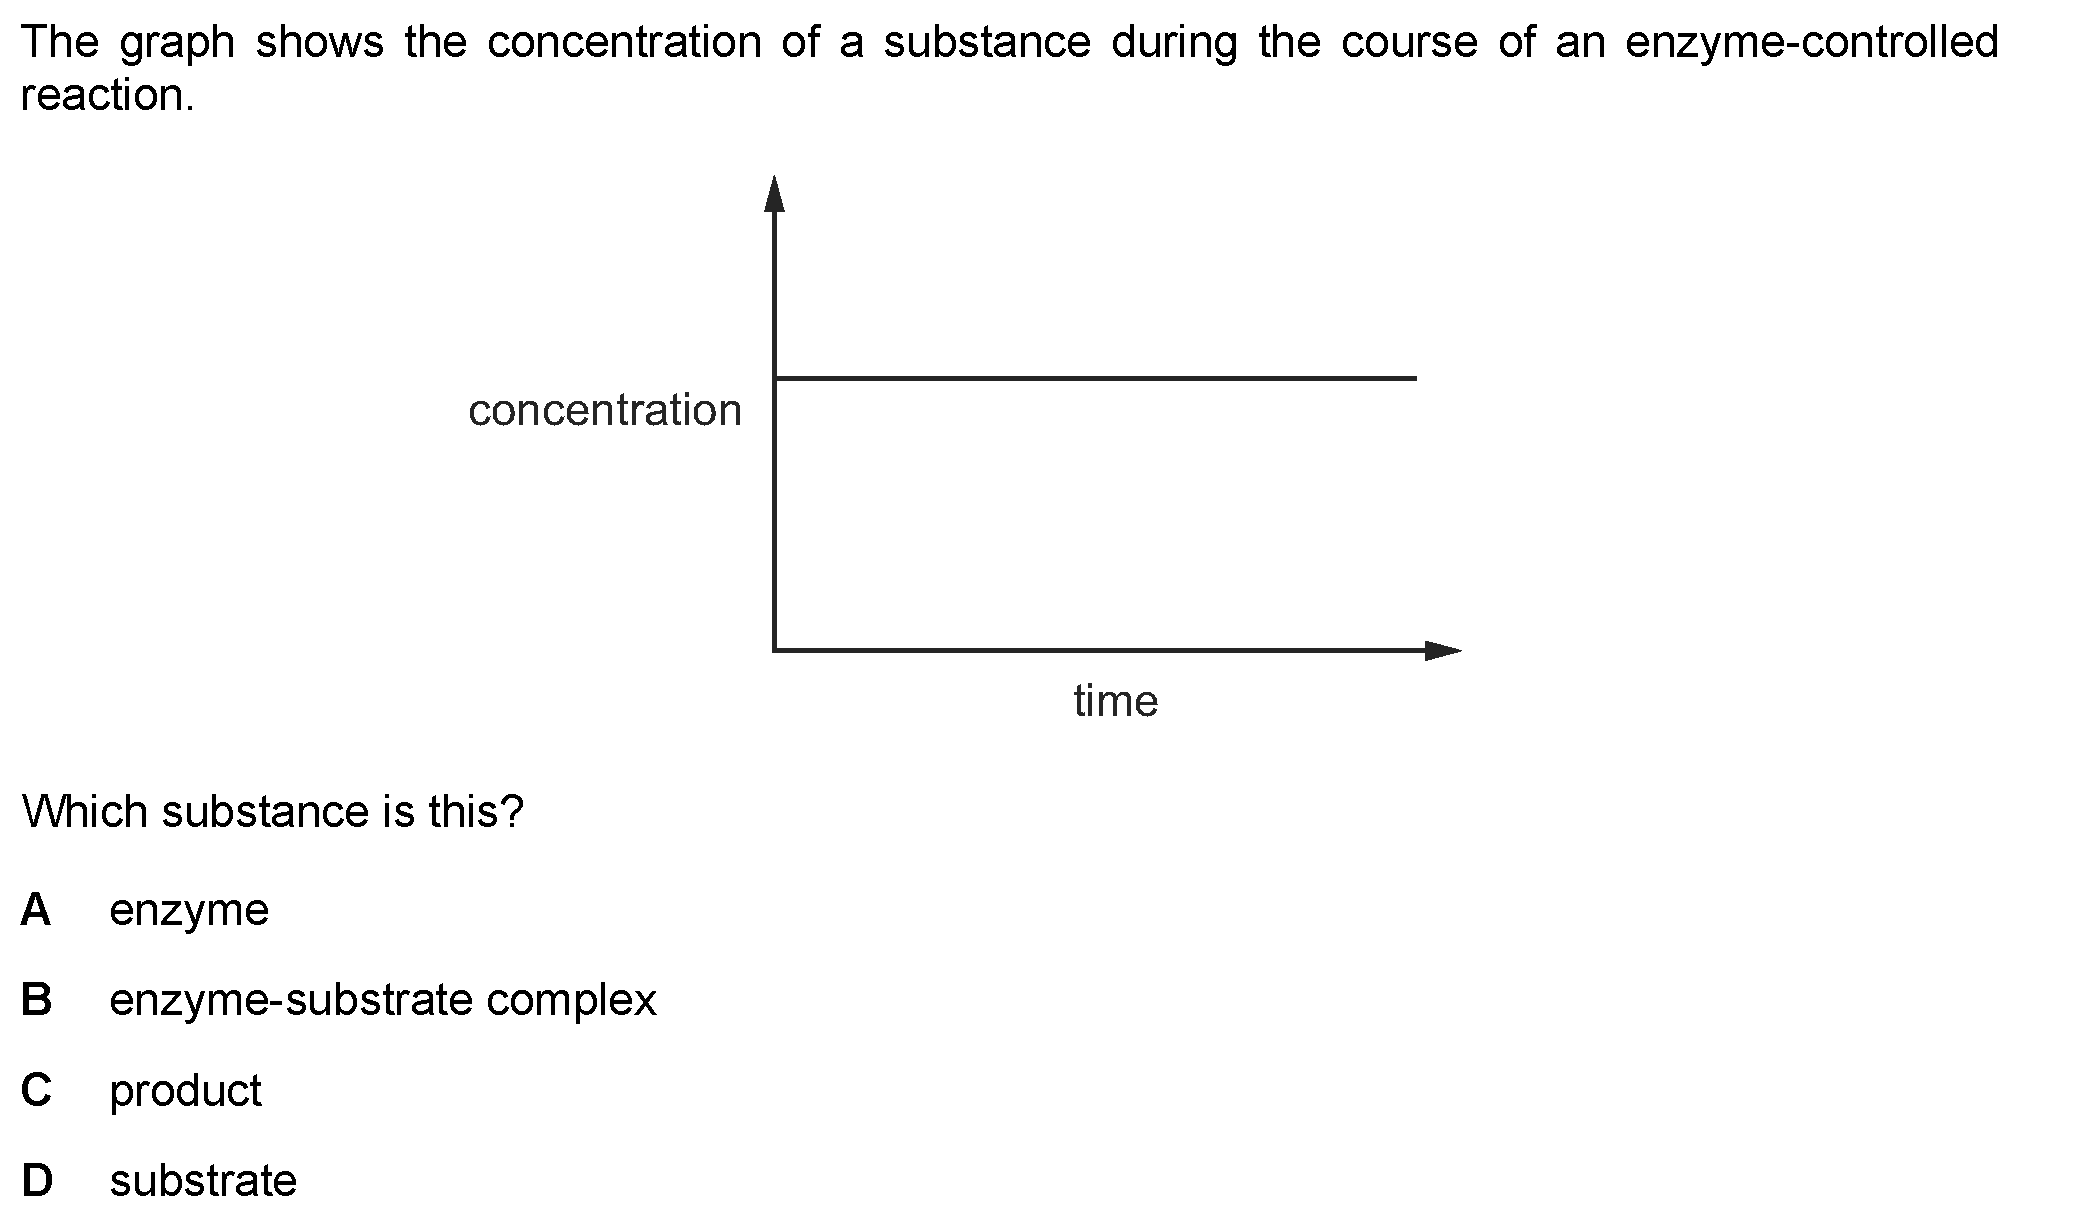 The graph shows the concentration of a substance during the course of an enzyme-controlled
reaction.
concentration
time
Which substance is this?
A enzyme
B enzyme-substrate complex
C product
D substrate